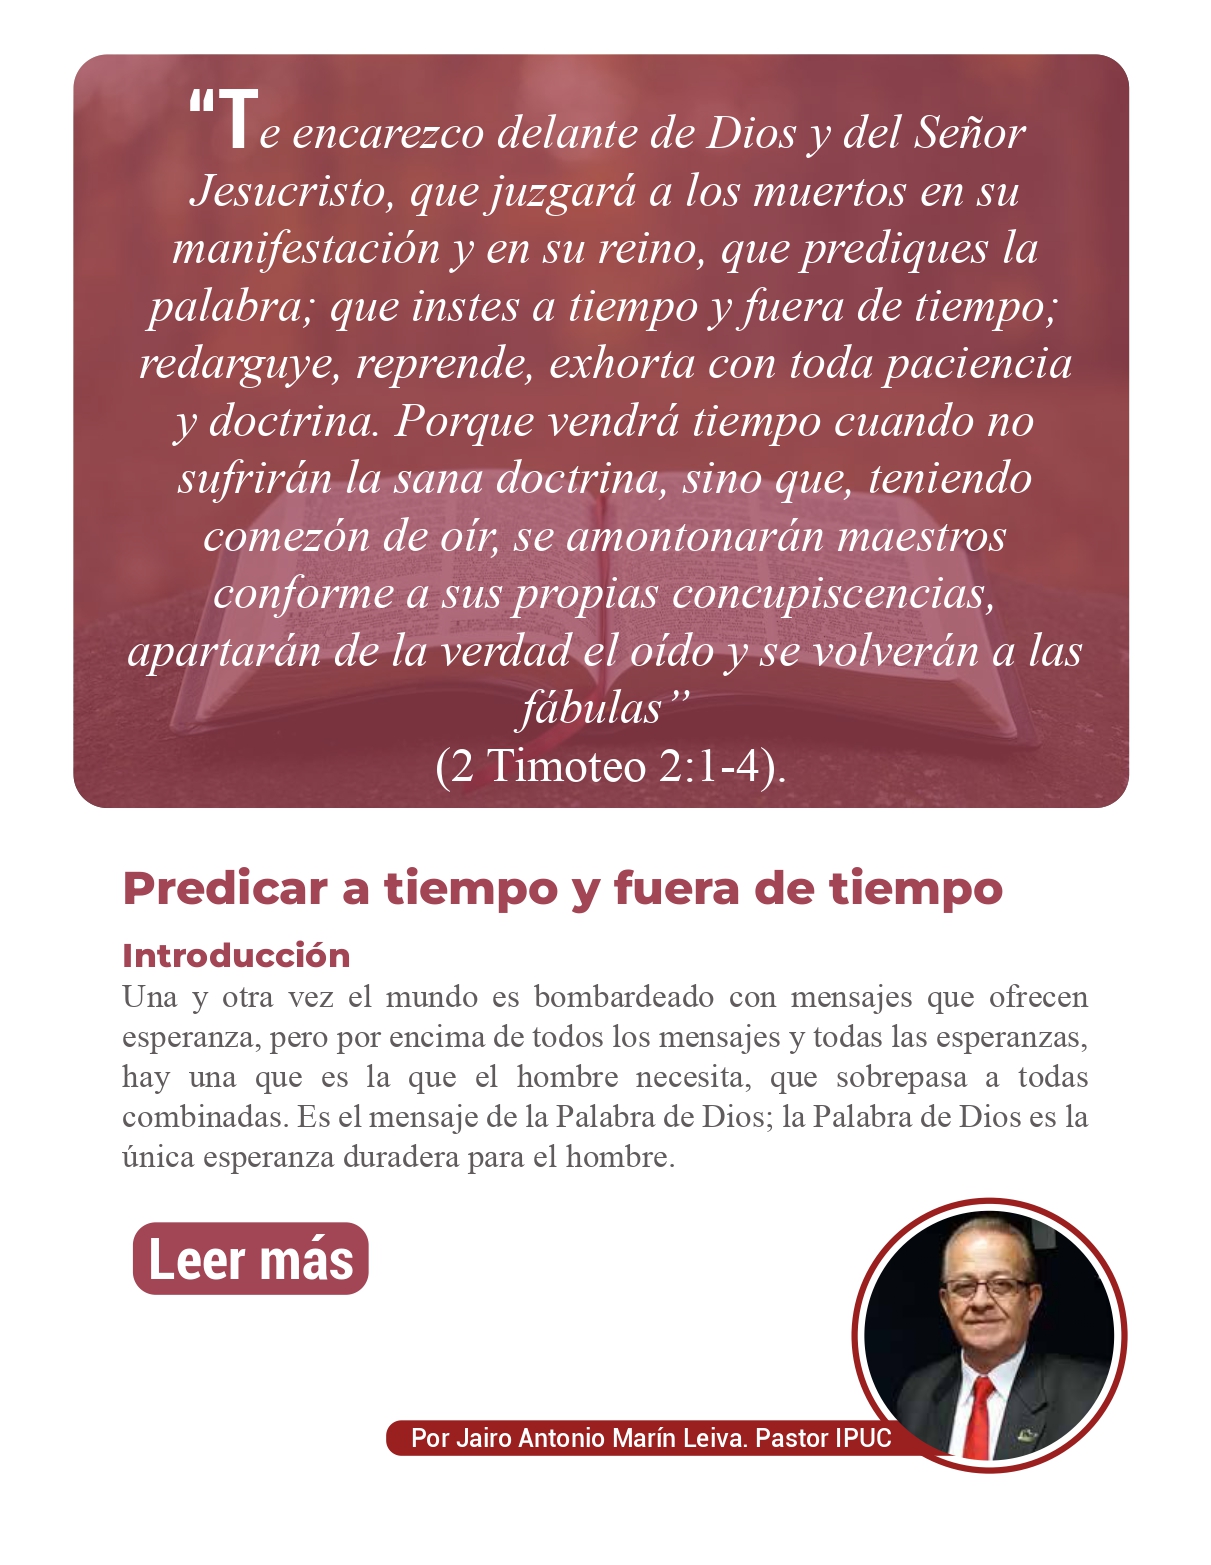 “Te encarezco delante de Dios y del Señor
Jesucristo, que juzgará a los muertos en su
manifestación y en su reino, que prediques la
palabra; que instes a tiempo y fuera de tiempo;
redarguye, reprende, exhorta con toda paciencia
y doctrina. Porque vendrá tiempo cuando no
sufrirán la sana doctrina, sino que, teniendo
comezón de oír, se amontonarán maestros
conforme a sus propias concupiscencias,
apartarán de la verdad el oído y se volverán a las
fábulas”
(2 Timoteo 2:1-4).
Predicar a tiempo y fuera de tiempo
Introducción
Una y otra vez el mundo es bombardeado con mensajes que ofrecen
esperanza, pero por encima de todos los mensajes y todas las esperanzas,
hay una que es la que el hombre necesita, que sobrepasa a todas
combinadas. Es el mensaje de la Palabra de Dios; la Palabra de Dios es la
única esperanza duradera para el hombre.
Leer más
Por Jairo Antonio Marín Leiva. Pastor IPUC